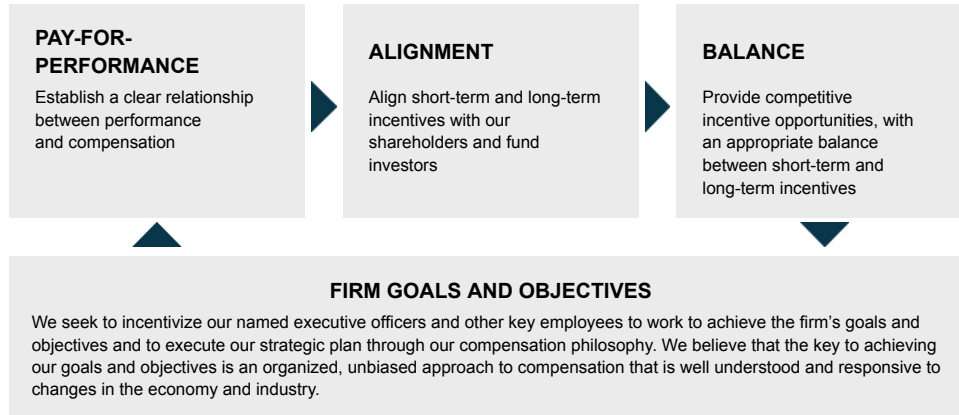 PAY-FOR-
PERFORMANCE
Establish a clear relationship
between performance
and compensation
ALIGNMENT
Align short-term and long-term
incentives with our
shareholders and fund
investors
BALANCE
Provide competitive
incentive opportunities, with
an appropriate balance
between short-term and
long-term incentives
FIRM GOALS AND OBJECTIVES
We seek to incentivize our named executive officers and other key employees to work to achieve the firm's goals and
objectives and to execute our strategic plan through our compensation philosophy. We believe that the key to achieving
our goals and objectives is an organized, unbiased approach to compensation that is well understood and responsive to
changes in the economy and industry.